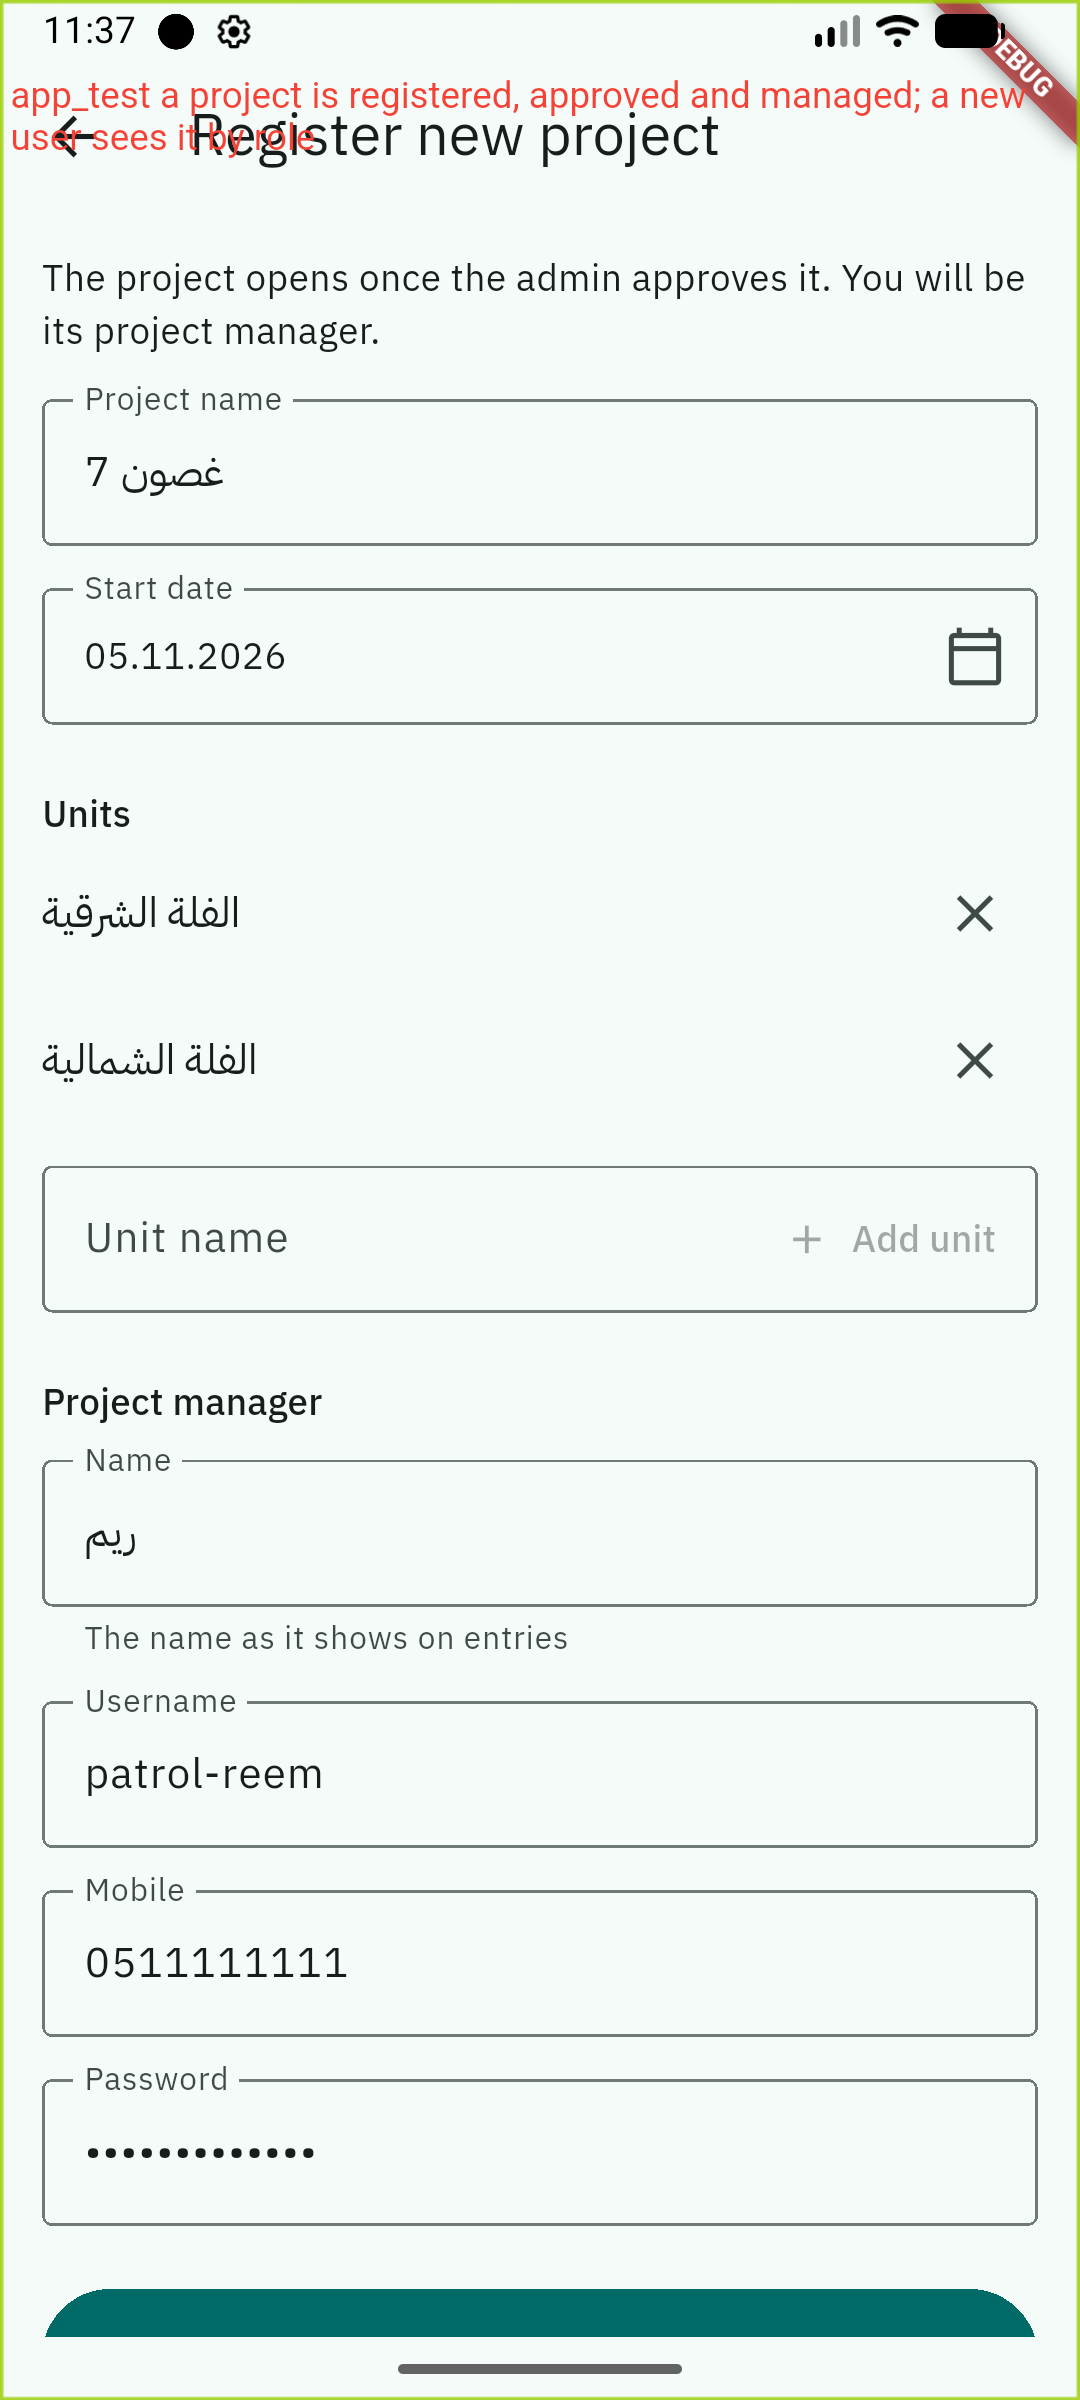 11:37
DEBUG
app_test a project is registered, approved and managed; a new
user sees it by role
Register new project
The project opens once the admin approves it. You will be
its project manager.
Project name
غصون 7
Start date
05.11.2026
Units
الفلة الشرقية
الفلة الشمالية
Unit name
+ Add unit
Project manager
Name
ريم
The name as it shows on entries
Username
patrol-reem
Mobile
0511111111
Password
•••••••••••••